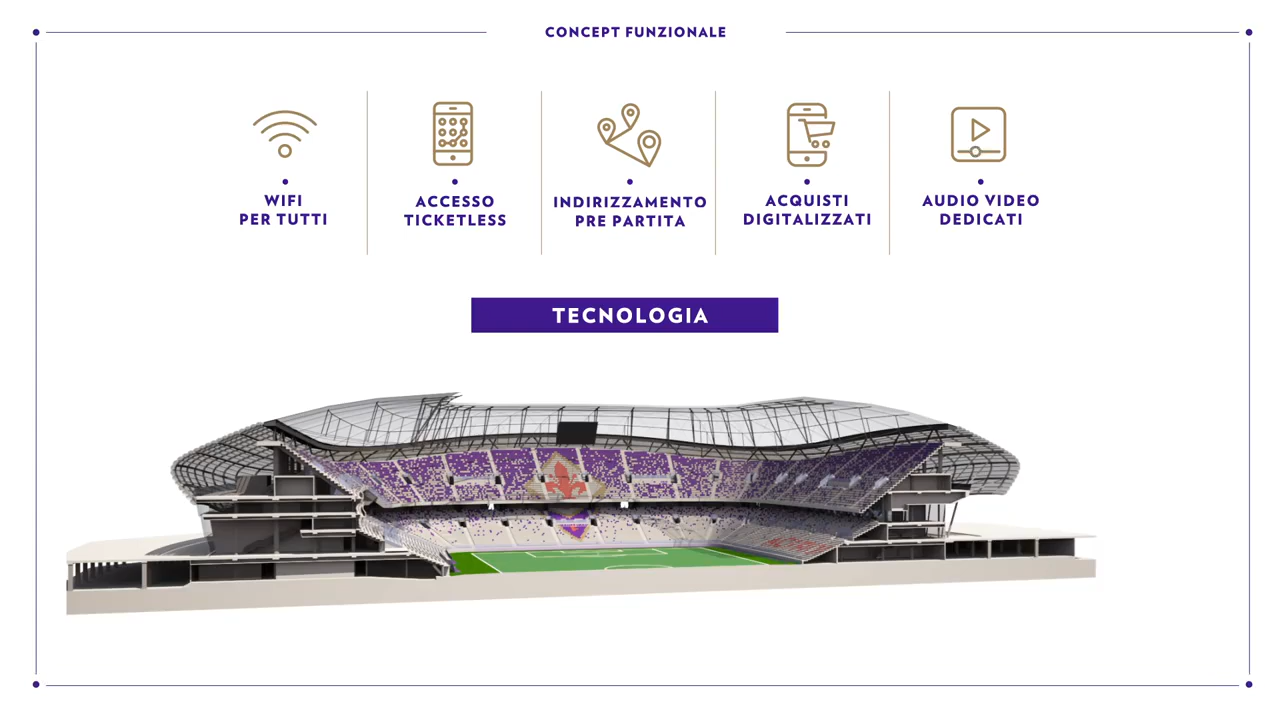 CONCEPT FUNZIONALE
WIFI
PER TUTTI
ACCESSO
TICKETLESS
INDIRIZZAMENTO
PRE PARTITA
ACQUISTI
DIGITALIZZATI
AUDIO VIDEO
DEDICATI
TECNOLOGIA